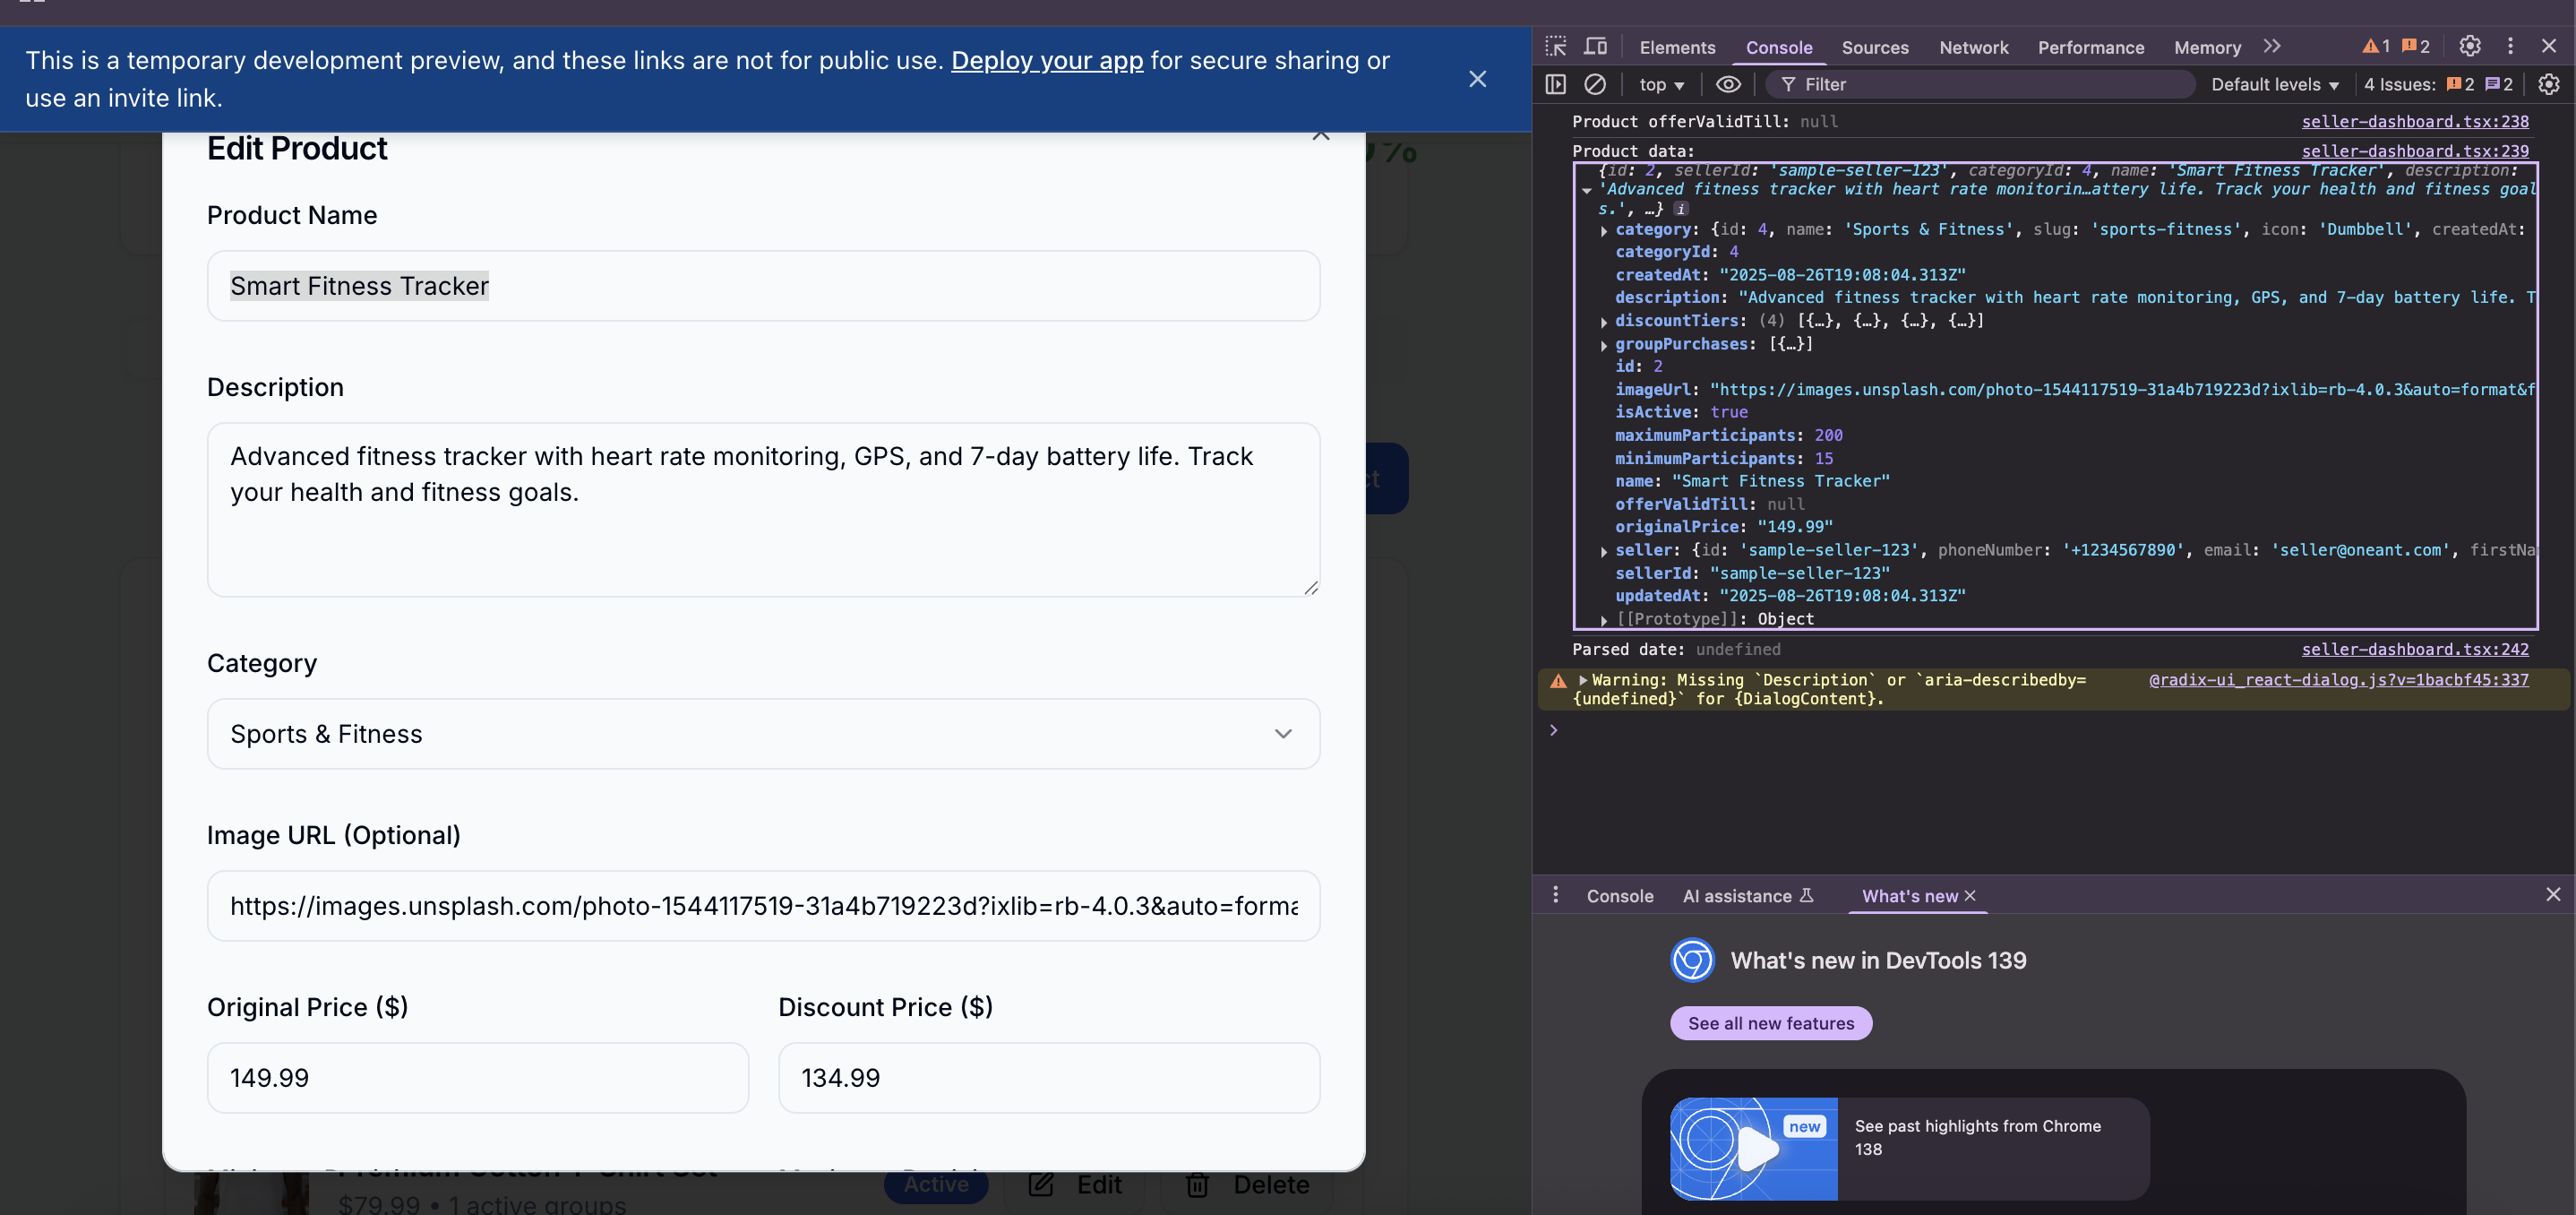 This is a temporary development preview, and these links are not for public use. Deploy your app for secure sharing or
use an invite link.
Edit Product
Product Name
Smart Fitness Tracker
Description
Advanced fitness tracker with heart rate monitoring, GPS, and 7-day battery life. Track
your health and fitness goals.
Category
Sports & Fitness
Image URL (Optional)
https://images.unsplash.com/photo-1544117519-31a4b719223d?ixlib=rb-4.0.3&auto=forma
Original Price ($)
Discount Price ($)
149.99
134.99
$79.99 • 1 active groups
Active
Edit
Delete
Elements
Console
Sources
Network
Performance
Memory
1
2
top
Filter
Default levels
4 Issues:
2
2
Product offerValidTill: null
seller-dashboard.tsx:238
Product data:
seller-dashboard.tsx:239
{id: 2, sellerId: 'sample-seller-123', categoryId: 4, name: 'Smart Fitness Tracker', description:
'Advanced fitness tracker with heart rate monitorin…attery life. Track your health and fitness goal
s.', …} i
category: {id: 4, name: 'Sports & Fitness', slug: 'sports-fitness', icon: 'Dumbbell', createdAt:
categoryId: 4
createdAt: "2025-08-26T19:08:04.313Z"
description: "Advanced fitness tracker with heart rate monitoring, GPS, and 7-day battery life. T
discountTiers: (4) [{…}, {…}, {…}, {…}]
groupPurchases: [{…}]
id: 2
imageUrl: "https://images.unsplash.com/photo-1544117519-31a4b719223d?ixlib=rb-4.0.3&auto=format&f
isActive: true
maximumParticipants: 200
minimumParticipants: 15
name: "Smart Fitness Tracker"
offerValidTill: null
originalPrice: "149.99"
seller: {id: 'sample-seller-123', phoneNumber: '+1234567890', email: 'seller@oneant.com', firstNa
sellerId: "sample-seller-123"
updatedAt: "2025-08-26T19:08:04.313Z"
[[Prototype]]: Object
Parsed date: undefined
seller-dashboard.tsx:242
Warning: Missing `Description` or `aria-describedby=
{undefined}` for {DialogContent}.
@radix-ui_react-dialog.js?v=1bacbf45:337
Console
AI assistance
What's new
What's new in DevTools 139
See all new features
new
See past highlights from Chrome
138